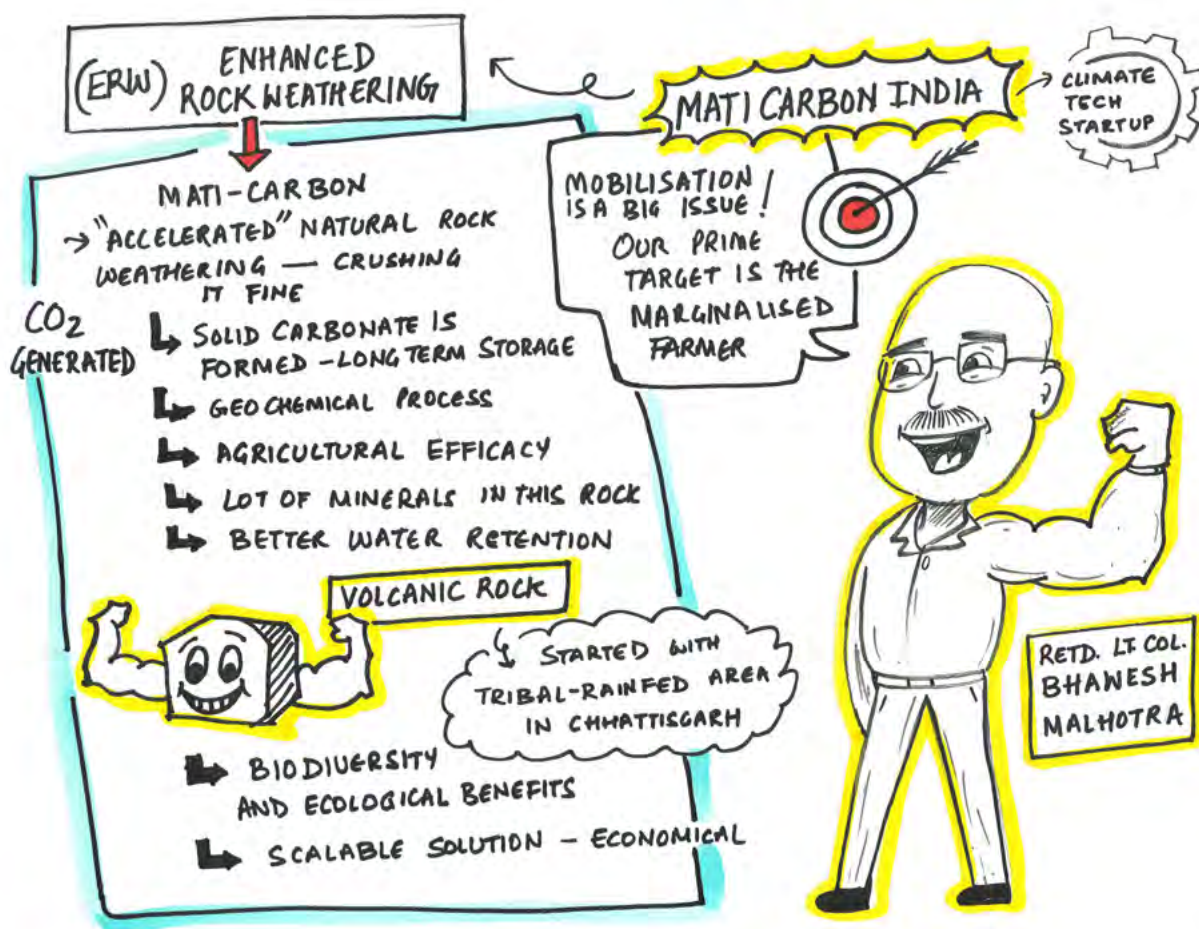 (ERW) ENHANCED
ROCK WEATHERING
MATI CARBON INDIA
CLIMATE
TECH
STARTUP
MATI-CARBON
"ACCELERATED" NATURAL ROCK
WEATHERING — CRUSHING
IT FINE
CO2
GENERATED
SOLID CARBONATE IS
FORMED - LONG TERM STORAGE
GEOCHEMICAL PROCESS
AGRICULTURAL EFFICACY
LOT OF MINERALS IN THIS ROCK
BETTER WATER RETENTION
MOBILISATION
IS A BIG ISSUE!
OUR PRIME
TARGET IS THE
MARGINALISED
FARMER
VOLCANIC ROCK
STARTED WITH
TRIBAL-RAINFED AREA
IN CHHATTISGARH
BIODIVERSITY
AND ECOLOGICAL BENEFITS
SCALABLE SOLUTION - ECONOMICAL
RETD. LT. COL.
BHAWESH
MALHOTRA